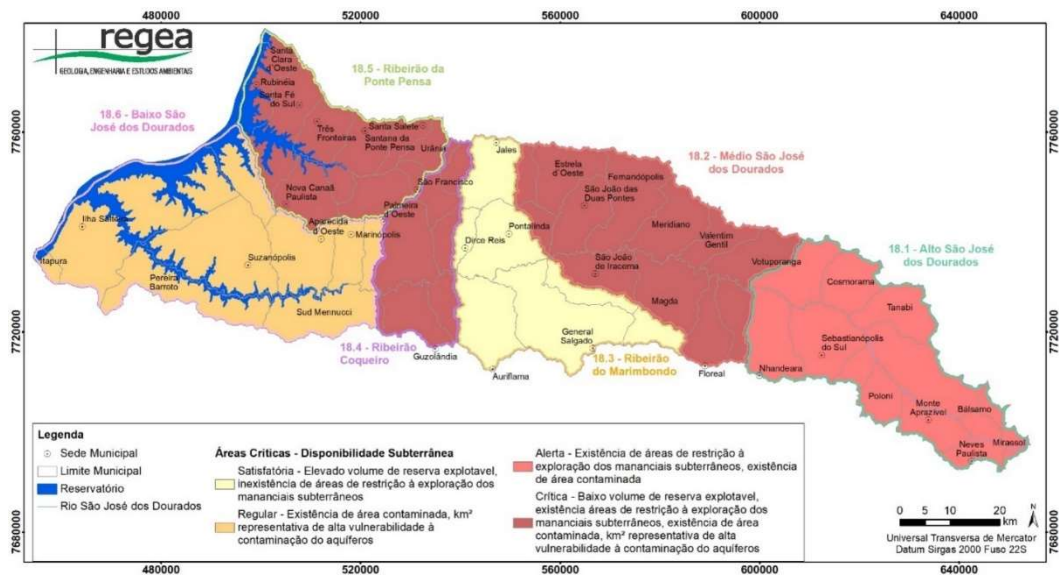 480000 520000 560000 600000 640000
regea
GEOLOGIA, ENGENHARIA E ESTUDOS AMBIENTAIS
7760000
7720000
7680000
18.6 - Baixo São
José dos Dourados
18.5 - Ribeirão da
Ponte Pensa
18.2 - Médio São José
dos Dourados
18.1 - Alto São José
dos Dourados
18.4 - Ribeirão
Coqueiro
18.3 - Ribeirão
do Marimbondo
Santa
Clara
d'Oeste
Rubinéia
Santa Fé
do Sul
Três
Fronteiras
Santa Salete
Santana da
Ponte Pensa
Urânia
Nova Canaã
Paulista
São Francisco
Palmeira
d'Oeste
Aparecida
d'Oeste
Marinópolis
Ilha Solteira
Itapura
Pereira
Barreto
Suzanópolis
Sud Mennucci
Guzolândia
Jales
Dirce Reis
Pontalinda
Auriflama
General
Salgado
São João
de Iracema
Estrela
d'Oeste
Fernandópolis
São João das
Duas Pontes
Meridiano
Valentim
Gentil
Magda
Floreal
Votuporanga
Cosmorama
Tanabi
Sebastianópolis
do Sul
Nhandeara
Poloni
Monte
Aprazível
Bálsamo
Neves
Paulista
Mirassol
Legenda
Sede Municipal
Limite Municipal
Reservatório
Rio São José dos Dourados
Áreas Críticas - Disponibilidade Subterrânea
Satisfatória - Elevado volume de reserva explotavel,
inexistência de áreas de restrição à exploração dos
mananciais subterrâneos
Regular - Existência de área contaminada, km²
representativa de alta vulnerabilidade à
contaminação do aquíferos
Alerta - Existência de áreas de restrição à
exploração dos mananciais subterrâneos, existência
de área contaminada
Crítica - Baixo volume de reserva explotavel,
existência áreas de restrição à exploração dos
mananciais subterrâneos, existência de área
contaminada, km² representativa de alta
vulnerabilidade à contaminação do aquíferos
0 5 10 20
km
N
Universal Transversa de Mercator
Datum Sirgas 2000 Fuso 22S
7760000
7720000
7680000
480000 520000 560000 600000 640000